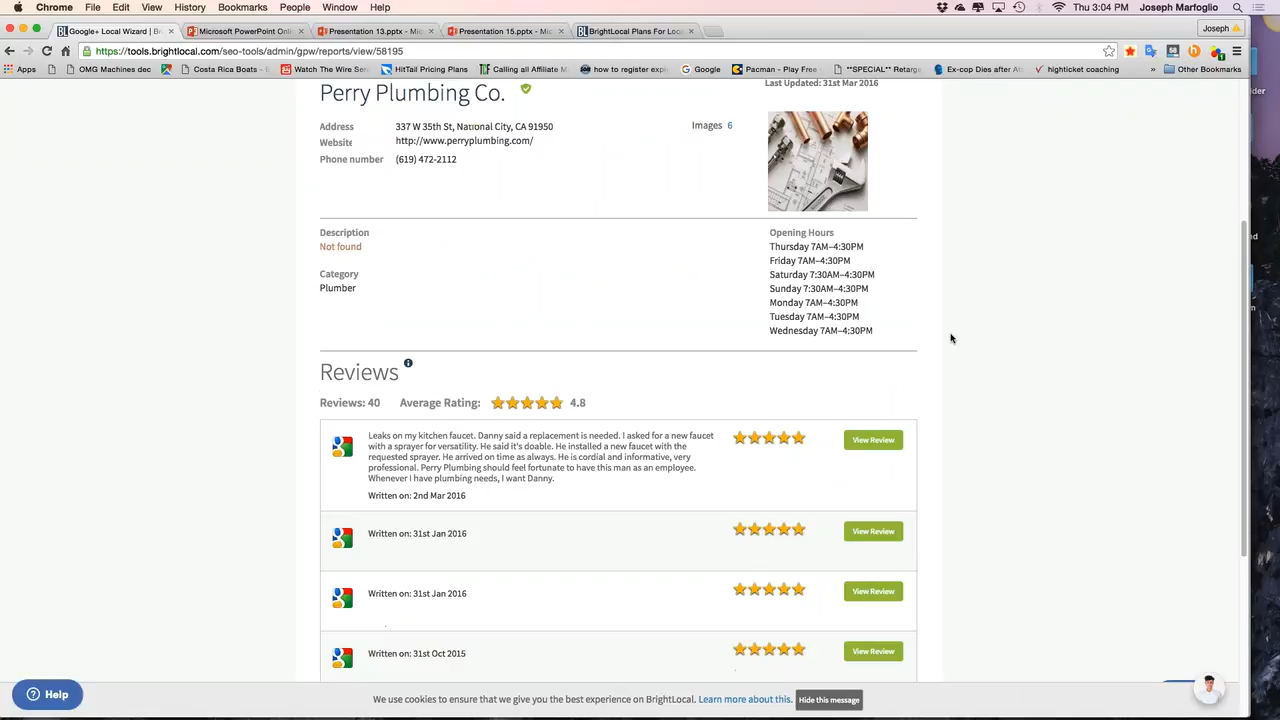 Chrome File Edit View History Bookmarks People Window Help Thu 3:04 PM Joseph Marfoglio
Google+ Local Wizard | Bri Microsoft PowerPoint Onlin Presentation 13.pptx - Mic Presentation 15.pptx - Mic BrightLocal Plans For Loc Joseph
https://tools.brightlocal.com/seo-tools/admin/gpw/reports/view/58195
Apps OMG Machines dec Costa Rica Boats - Watch The Wire Ser HitTail Pricing Plans Calling all Affiliate M how to register exp Google Pacman - Play Free **SPECIAL** Retarge Ex-cop Dies after At highticket coaching » Other Bookmarks
Perry Plumbing Co.
Last Updated: 31st Mar 2016
Address 337 W 35th St, National City, CA 91950
Images 6
Website http://www.perryplumbing.com/
Phone number (619) 472-2112
Description
Not found
Category
Plumber
Opening Hours
Thursday 7AM–4:30PM
Friday 7AM–4:30PM
Saturday 7:30AM–4:30PM
Sunday 7:30AM–4:30PM
Monday 7AM–4:30PM
Tuesday 7AM–4:30PM
Wednesday 7AM–4:30PM
Reviews
Reviews: 40 Average Rating: 4.8
Leaks on my kitchen faucet. Danny said a replacement is needed. I asked for a new faucet
with a sprayer for versatility. He said it's doable. He installed a new faucet with the
requested sprayer. He arrived on time as always. He is cordial and informative, very
professional. Perry Plumbing should feel fortunate to have this man as an employee.
Whenever I have plumbing needs, I want Danny.
Written on: 2nd Mar 2016
View Review
Written on: 31st Jan 2016
View Review
Written on: 31st Jan 2016
View Review
Written on: 31st Oct 2015
View Review
Help
We use cookies to ensure that we give you the best experience on BrightLocal. Learn more about this. Hide this message